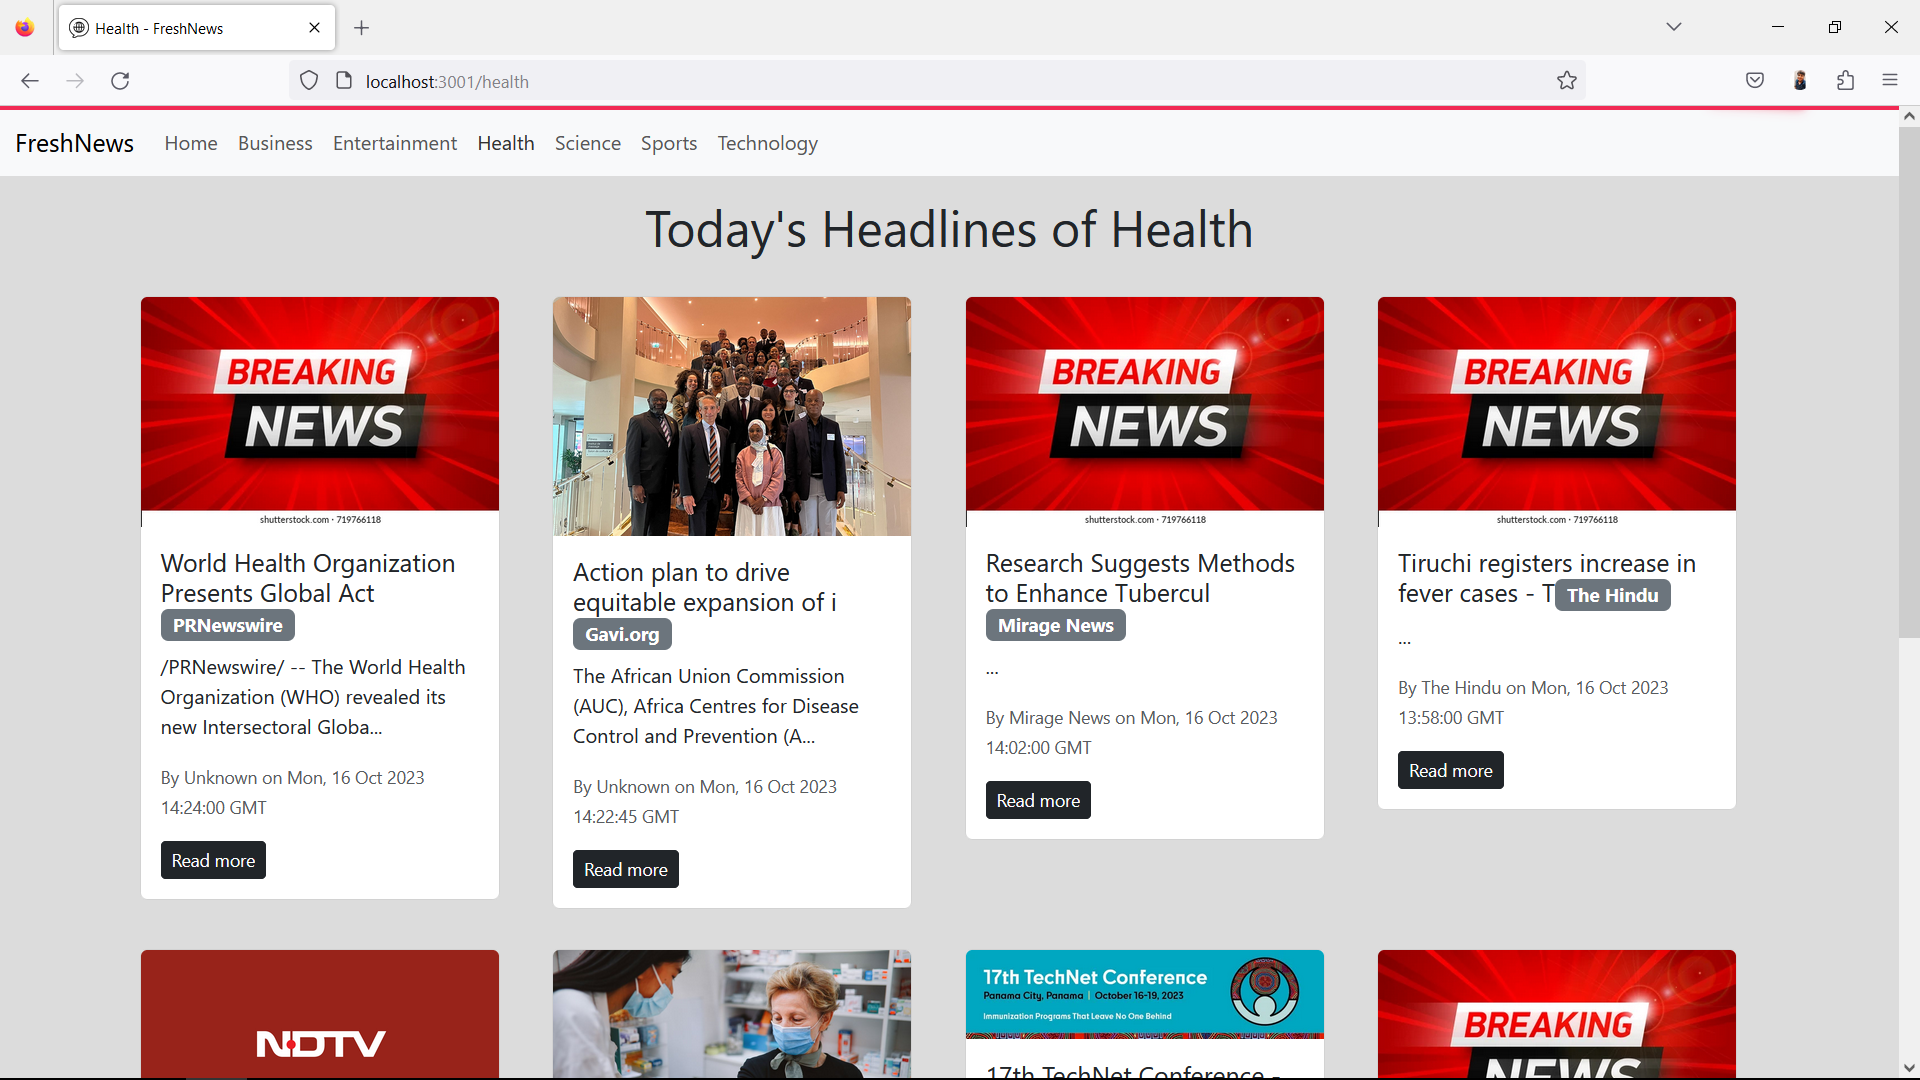 Health - FreshNews
localhost:3001/health
FreshNews Home Business Entertainment Health Science Sports Technology
Today's Headlines of Health
BREAKING
NEWS
shutterstock.com · 719766118
World Health Organization
Presents Global Act
PRNewswire
/PRNewswire/ -- The World Health
Organization (WHO) revealed its
new Intersectoral Globa...
By Unknown on Mon, 16 Oct 2023
14:24:00 GMT
Read more
Action plan to drive
equitable expansion of i
Gavi.org
The African Union Commission
(AUC), Africa Centres for Disease
Control and Prevention (A...
By Unknown on Mon, 16 Oct 2023
14:22:45 GMT
Read more
BREAKING
NEWS
shutterstock.com · 719766118
Research Suggests Methods
to Enhance Tubercul
Mirage News
...
By Mirage News on Mon, 16 Oct 2023
14:02:00 GMT
Read more
BREAKING
NEWS
shutterstock.com · 719766118
Tiruchi registers increase in
fever cases - T The Hindu
...
By The Hindu on Mon, 16 Oct 2023
13:58:00 GMT
Read more
NDTV
17th TechNet Conference
Panama City, Panama | October 16-19, 2023
Immunization Programs That Leave No One Behind
17th TechNet Conference -
BREAKING
NEWS